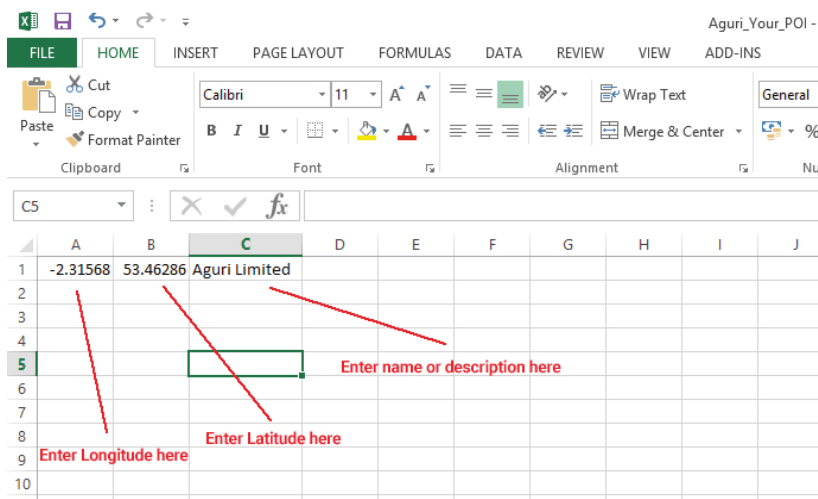 Aguri_Your_POI -
FILE HOME INSERT PAGE LAYOUT FORMULAS DATA REVIEW VIEW ADD-INS
Cut
Copy
Format Painter
Paste
Calibri 11
B I U
A A
A
Wrap Text
Merge & Center
General
%
Clipboard Font Alignment Nu
C5 fx
A B C D E F G H I J
1 -2.31568 53.46286 Aguri Limited
2
3
4
5 Enter name or description here
6
7
8 Enter Latitude here
9 Enter Longitude here
10